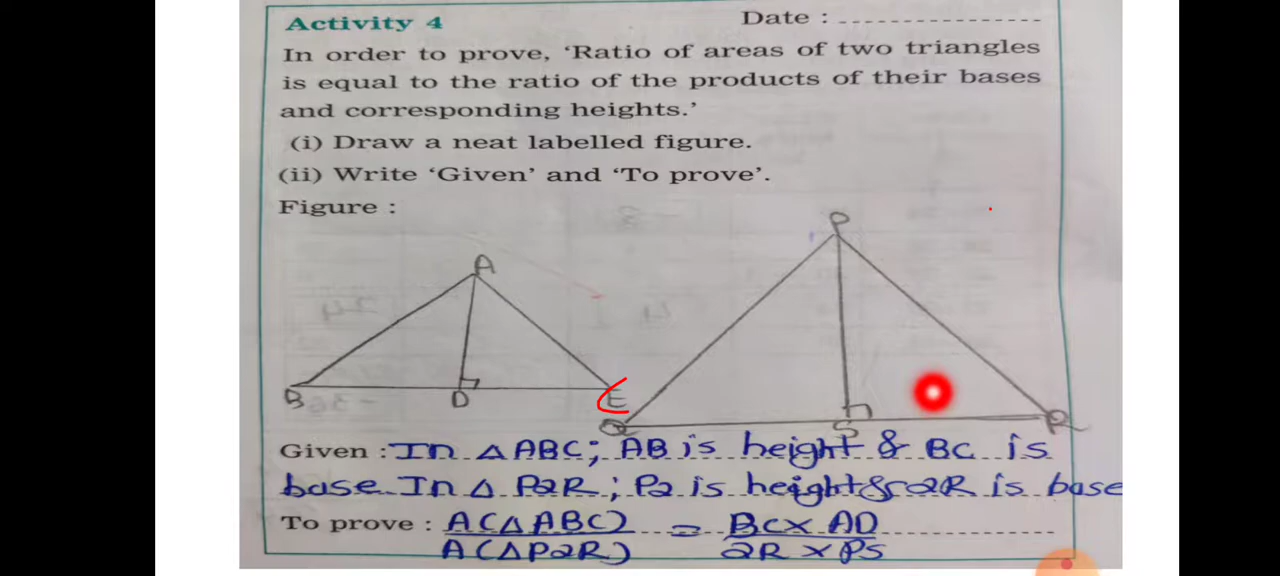 Activity 4 Date :
In order to prove, ‘Ratio of areas of two triangles
is equal to the ratio of the products of their bases
and corresponding heights.’
(i) Draw a neat labelled figure.
(ii) Write ‘Given’ and ‘To prove’.
Figure :
P
A
B D E C
Q S R
Given : In △ ABC; AB is height & BC is
base. In △ PQR; PQ is height & QR is base
To prove : A(△ABC) = BC × AD
A(△PQR) QR × PS